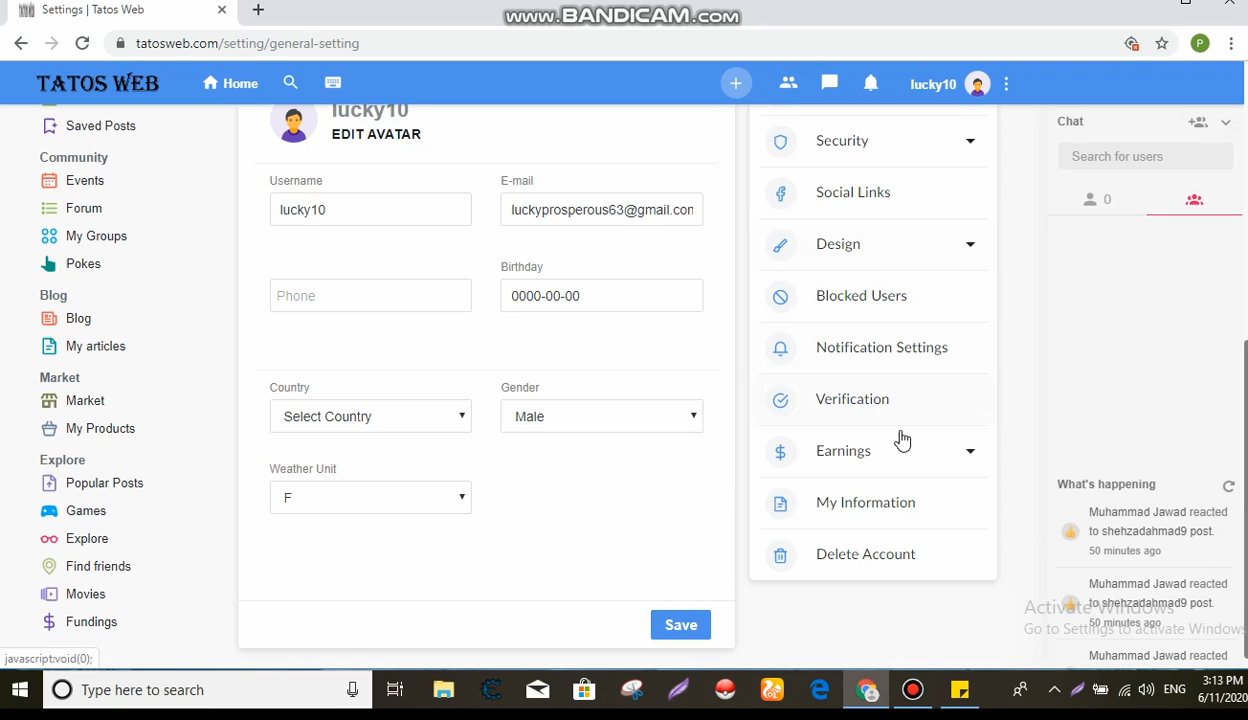 www.BANDICAM.com
Settings | Tatos Web
tatosweb.com/setting/general-setting
P
TATOS WEB
Home
lucky10
Saved Posts
Community
Events
Forum
My Groups
Pokes
Blog
Blog
My articles
Market
Market
My Products
Explore
Popular Posts
Games
Explore
Find friends
Movies
Fundings
javascript:void(0);
lucky10
EDIT AVATAR
Username
E-mail
lucky10
luckyprosperous63@gmail.con
Birthday
Phone
0000-00-00
Country
Gender
Select Country
Male
Weather Unit
F
Save
Security
Social Links
Design
Blocked Users
Notification Settings
Verification
Earnings
My Information
Delete Account
Chat
Search for users
0
What's happening
Muhammad Jawad reacted
to shehzadahmad9 post.
50 minutes ago
Muhammad Jawad reacted
to shehzadahmad9 post.
50 minutes ago
Muhammad Jawad reacted
Activate Windows
Go to Settings to activate Windows
Type here to search
ENG
3:13 PM
6/11/2020